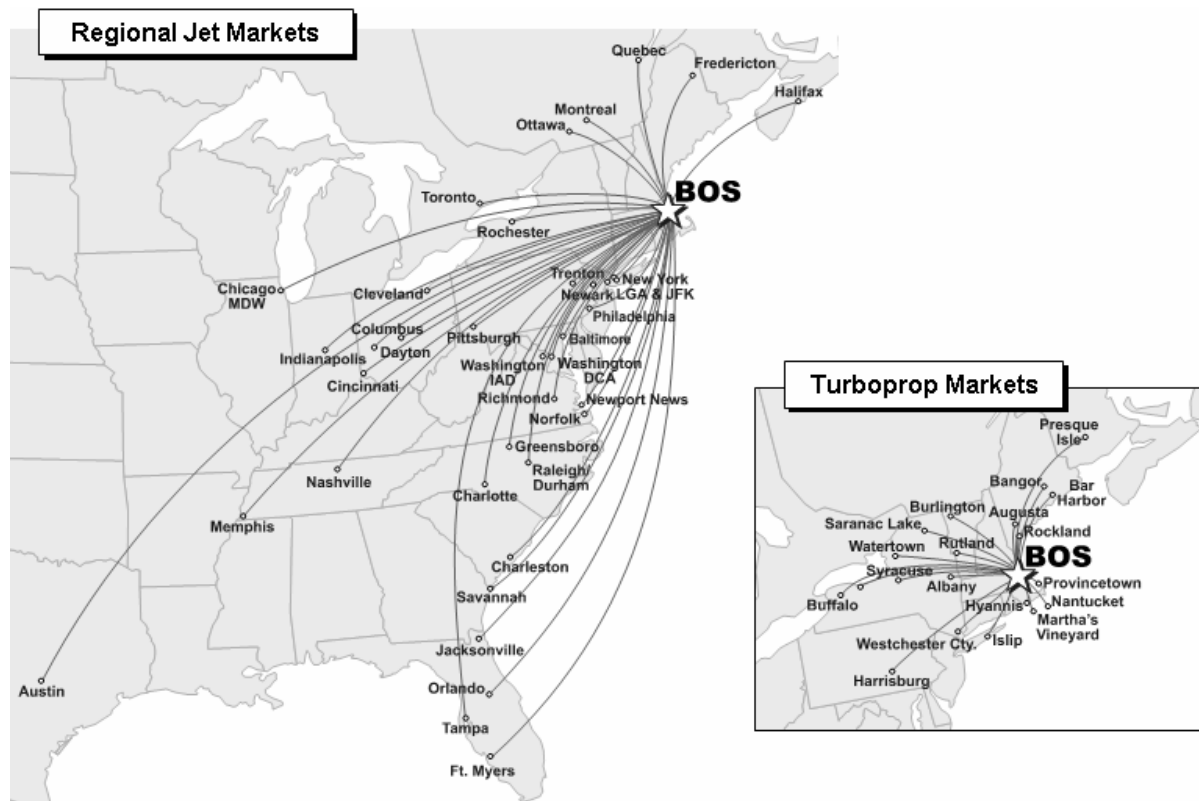 Regional Jet Markets
Quebec
Fredericton
Halifax
Montreal
Ottawa
BOS
Toronto
Rochester
Trenton
New York
Chicago
MDW
Cleveland
Newark
LGA & JFK
Philadelphia
Columbus
Pittsburgh
Baltimore
Indianapolis
Dayton
Washington
IAD
Washington
DCA
Cincinnati
Richmond
Newport News
Norfolk
Greensboro
Nashville
Raleigh/
Durham
Charlotte
Memphis
Charleston
Savannah
Jacksonville
Austin
Orlando
Tampa
Ft. Myers
Turboprop Markets
Presque
Isle
Bangor
Bar
Harbor
Burlington
Augusta
Saranac Lake
Rockland
Watertown
Rutland
BOS
Syracuse
Albany
Provincetown
Buffalo
Hyannis
Nantucket
Martha's
Vineyard
Westchester Cty.
Islip
Harrisburg